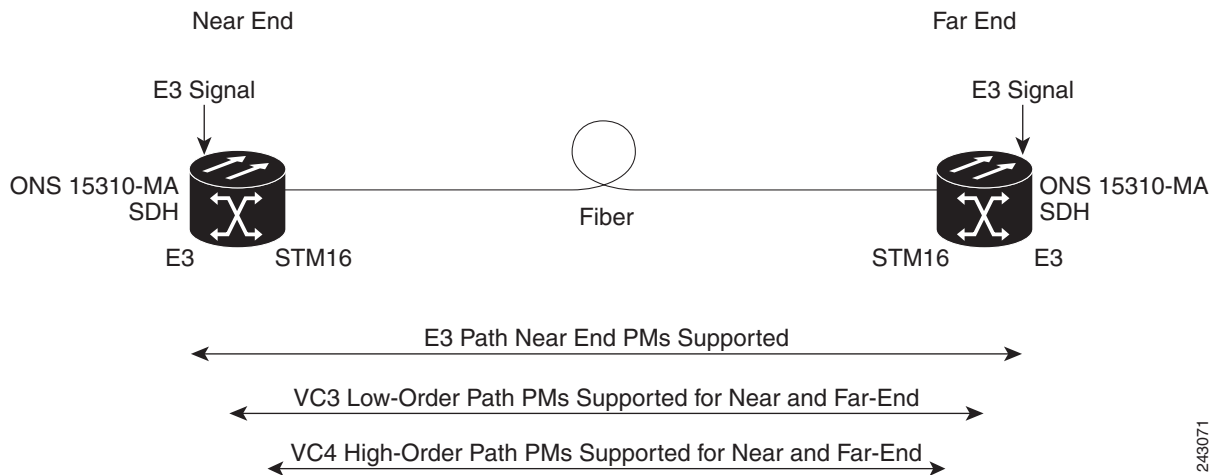 Near End
Far End
E3 Signal
E3 Signal
ONS 15310-MA
SDH
ONS 15310-MA
SDH
Fiber
E3
STM16
STM16
E3
E3 Path Near End PMs Supported
VC3 Low-Order Path PMs Supported for Near and Far-End
VC4 High-Order Path PMs Supported for Near and Far-End
243071